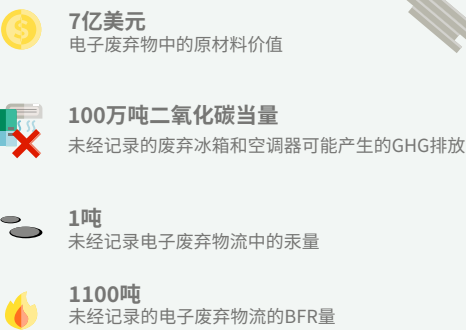 7亿美元
电子废弃物中的原材料价值
100万吨二氧化碳当量
未经记录的废弃冰箱和空调器可能产生的GHG排放
1吨
未经记录电子废弃物流中的汞量
1100吨
未经记录的电子废弃物流的BFR量